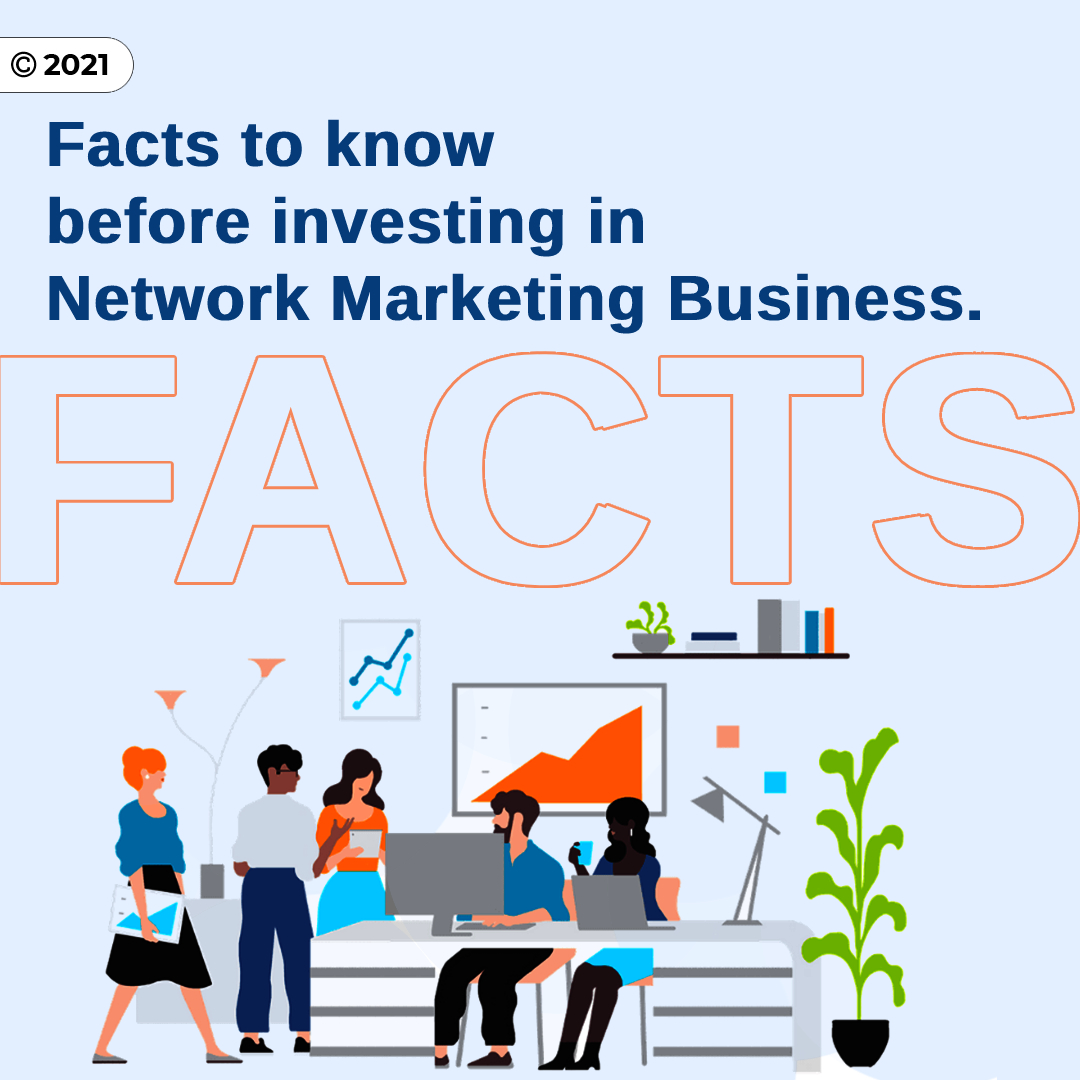 © 2021
Facts to know
before investing in
Network Marketing Business.
FACTS